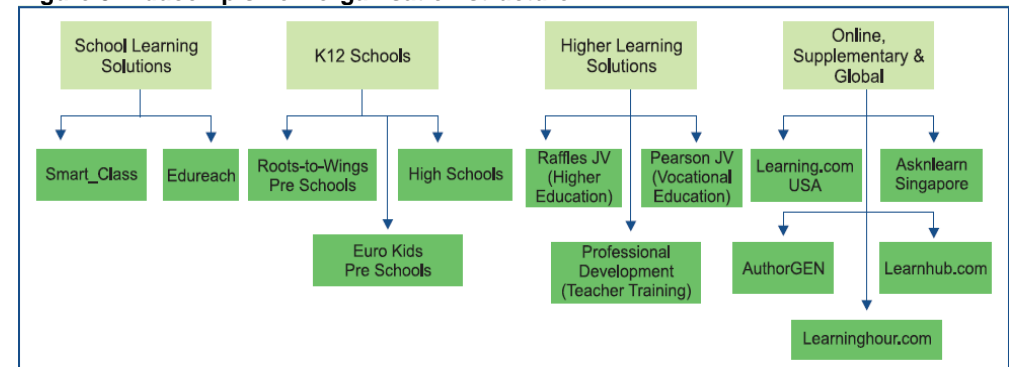 School Learning
Solutions
K12 Schools
Higher Learning
Solutions
Online,
Supplementary &
Global
Smart_Class
Edureach
Roots-to-Wings
Pre Schools
High Schools
Euro Kids
Pre Schools
Raffles JV
(Higher
Education)
Pearson JV
(Vocational
Education)
Professional
Development
(Teacher Training)
Learning.com
USA
Asknlearn
Singapore
AuthorGEN
Learnhub.com
Learninghour.com